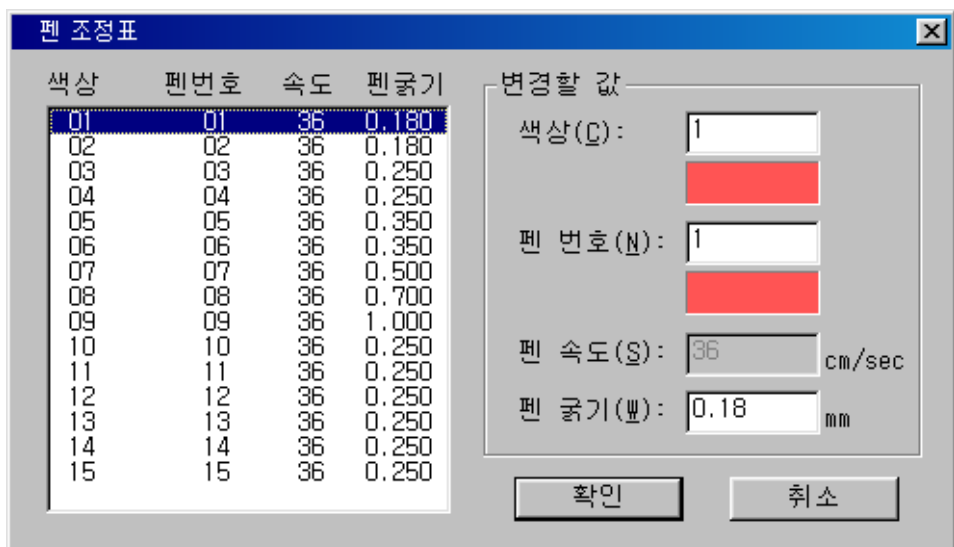 펜 조정표
색상 펜번호 속도 펜굵기
01 01 36 0.180
02 02 36 0.180
03 03 36 0.250
04 04 36 0.250
05 05 36 0.350
06 06 36 0.350
07 07 36 0.500
08 08 36 0.700
09 09 36 1.000
10 10 36 0.250
11 11 36 0.250
12 12 36 0.250
13 13 36 0.250
14 14 36 0.250
15 15 36 0.250
변경할 값
색상(C): 1
펜 번호(N): 1
펜 속도(S): 36 cm/sec
펜 굵기(W): 0.18 mm
확인 취소